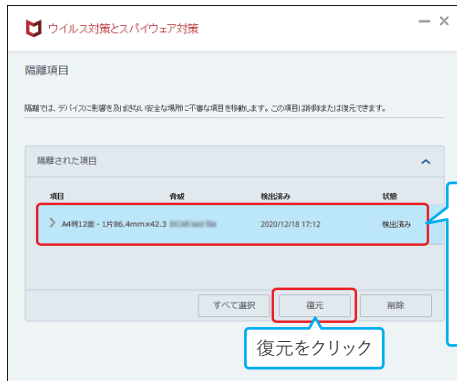 ウイルス対策とスパイウェア対策
隔離項目
隔離では、デバイスに影響を及ぼさない安全な場所に不審な項目を移動します。この項目は削除または復元できます。
隔離された項目
項目 脅威 検出済み 状態
A4判12面・1片86.4mm×42.3 2020/12/18 17:12 検出済み
すべて選択 復元 削除
復元をクリック